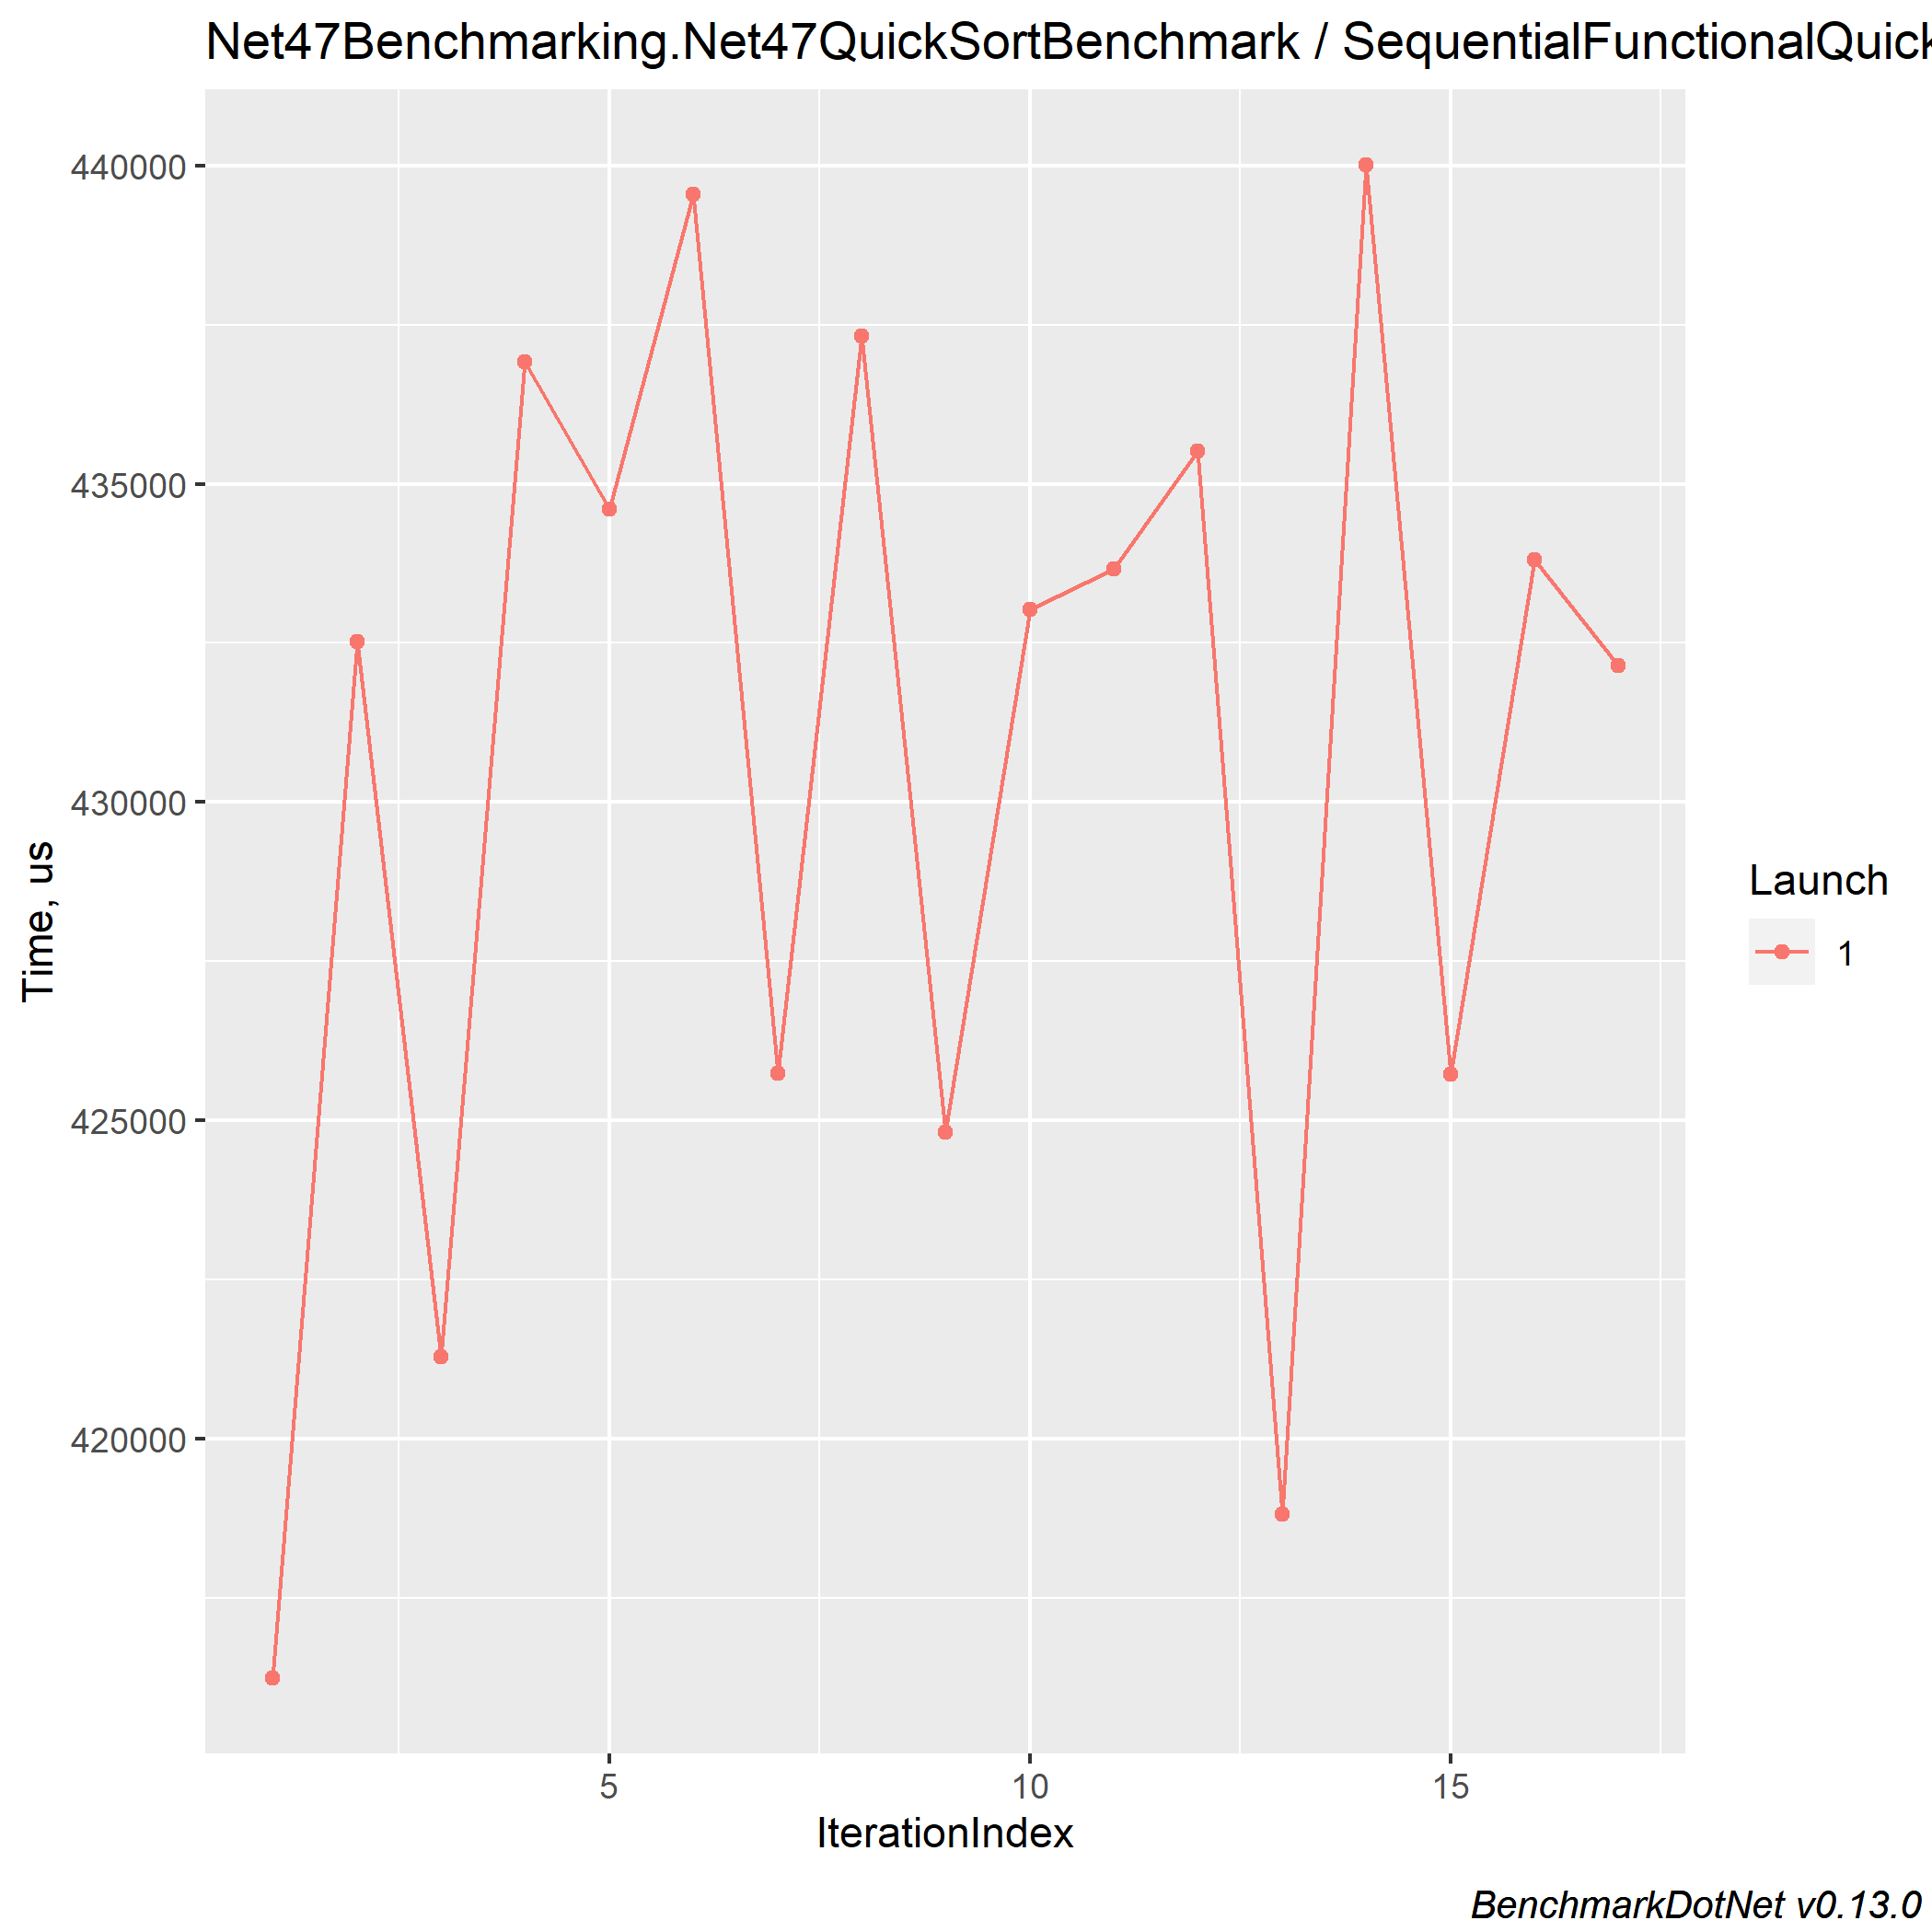 Net47Benchmarking.Net47QuickSortBenchmark / SequentialFunctionalQuick
440000
435000
430000
425000
420000
Time, us
5 10 15
IterationIndex
Launch
1
BenchmarkDotNet v0.13.0